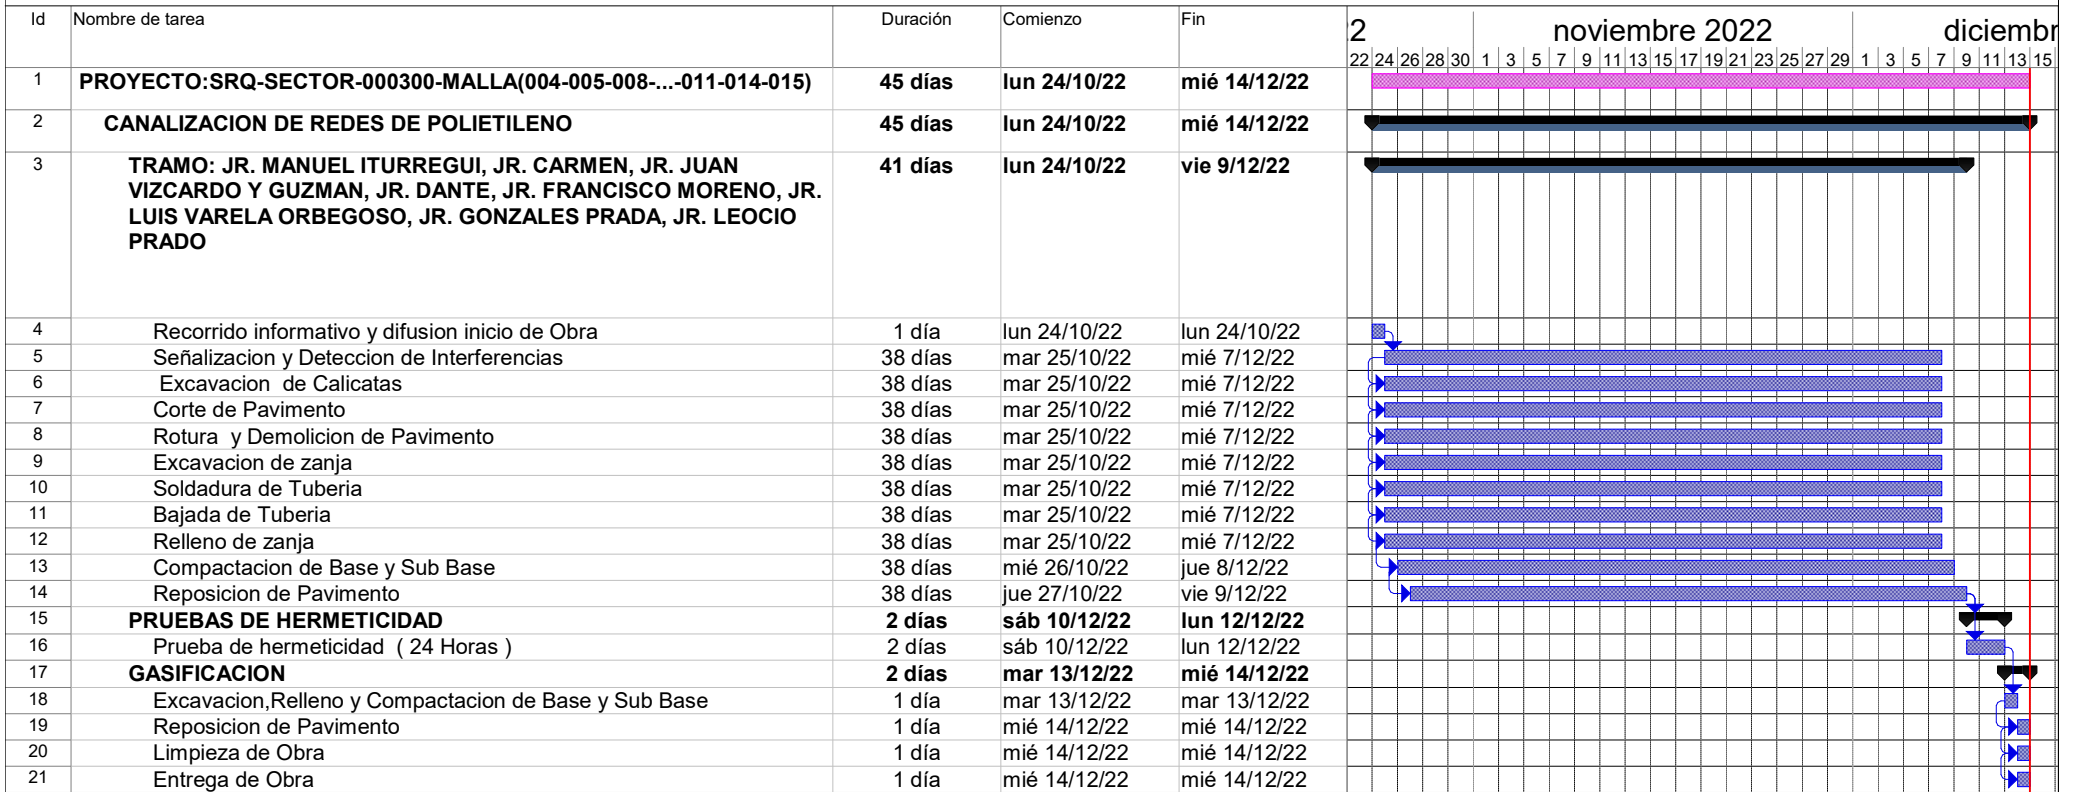 Id Nombre de tarea Duración Comienzo Fin
2 noviembre 2022 diciembr
22 24 26 28 30 1 3 5 7 9 11 13 15 17 19 21 23 25 27 29 1 3 5 7 9 11 13 15
1 PROYECTO:SRQ-SECTOR-000300-MALLA(004-005-008-...-011-014-015) 45 días lun 24/10/22 mié 14/12/22
2 CANALIZACION DE REDES DE POLIETILENO 45 días lun 24/10/22 mié 14/12/22
3 TRAMO: JR. MANUEL ITURREGUI, JR. CARMEN, JR. JUAN 41 días lun 24/10/22 vie 9/12/22
VIZCARDO Y GUZMAN, JR. DANTE, JR. FRANCISCO MORENO, JR.
LUIS VARELA ORBEGOSO, JR. GONZALES PRADA, JR. LEOCIO
PRADO
4 Recorrido informativo y difusion inicio de Obra 1 día lun 24/10/22 lun 24/10/22
5 Señalizacion y Deteccion de Interferencias 38 días mar 25/10/22 mié 7/12/22
6 Excavacion de Calicatas 38 días mar 25/10/22 mié 7/12/22
7 Corte de Pavimento 38 días mar 25/10/22 mié 7/12/22
8 Rotura y Demolicion de Pavimento 38 días mar 25/10/22 mié 7/12/22
9 Excavacion de zanja 38 días mar 25/10/22 mié 7/12/22
10 Soldadura de Tuberia 38 días mar 25/10/22 mié 7/12/22
11 Bajada de Tuberia 38 días mar 25/10/22 mié 7/12/22
12 Relleno de zanja 38 días mar 25/10/22 mié 7/12/22
13 Compactacion de Base y Sub Base 38 días mié 26/10/22 jue 8/12/22
14 Reposicion de Pavimento 38 días jue 27/10/22 vie 9/12/22
15 PRUEBAS DE HERMETICIDAD 2 días sáb 10/12/22 lun 12/12/22
16 Prueba de hermeticidad ( 24 Horas ) 2 días sáb 10/12/22 lun 12/12/22
17 GASIFICACION 2 días mar 13/12/22 mié 14/12/22
18 Excavacion,Relleno y Compactacion de Base y Sub Base 1 día mar 13/12/22 mar 13/12/22
19 Reposicion de Pavimento 1 día mié 14/12/22 mié 14/12/22
20 Limpieza de Obra 1 día mié 14/12/22 mié 14/12/22
21 Entrega de Obra 1 día mié 14/12/22 mié 14/12/22